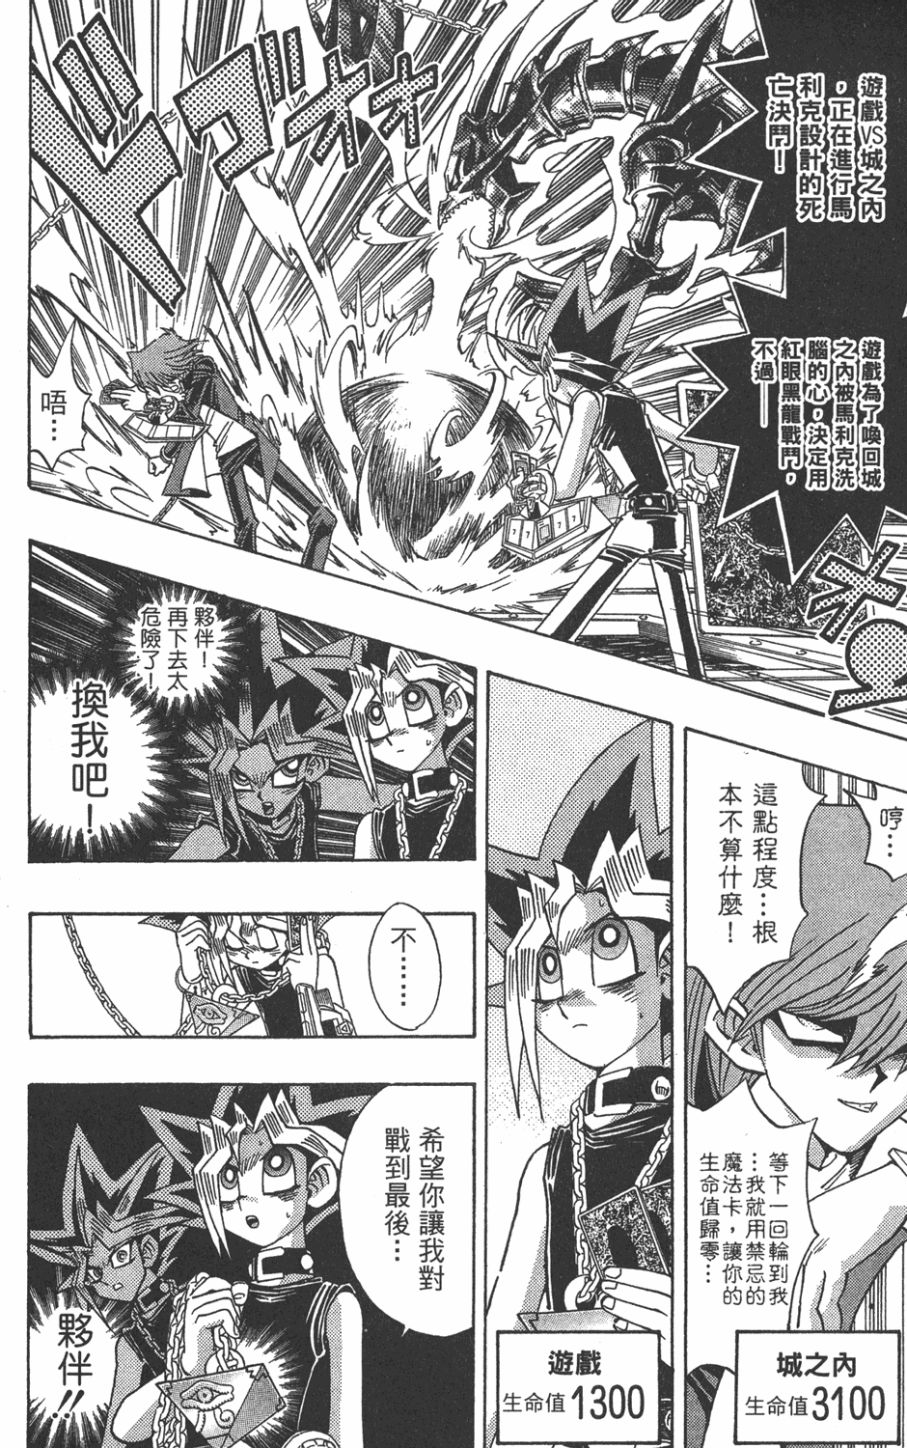 遊戲VS城之內
，正在進行馬
利克設計的死
亡決鬥！
遊戲為了喚回城
之內被馬利克洗
腦的心，決定用
紅眼黑龍戰鬥，
不過——
ドゴオオオ
唔…
哼…
這點程度…根
本不算什麼！
等下一回輪到我
…我就用禁忌的
魔法卡，讓你的
生命值歸零…
城之內
生命值3100
遊戲
生命值1300
夥伴！
再下去太
危險了！
換我吧！
不……
希望你讓我對
戰到最後…
夥伴!!